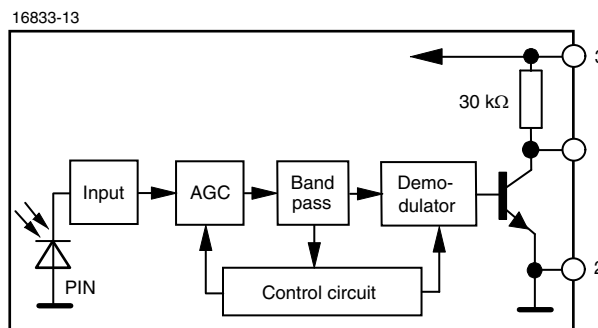 16833-13
3
30 kΩ
Input
AGC
Band
pass
Demo-
dulator
2
PIN
Control circuit